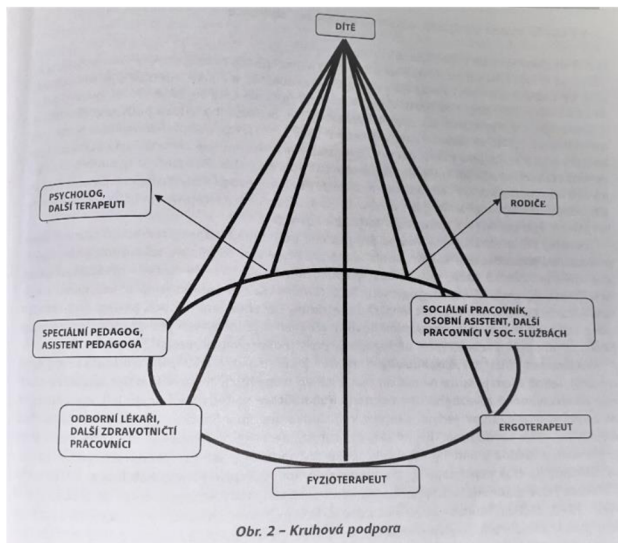 DÍTĚ
PSYCHOLOG,
DALŠÍ TERAPEUTI
RODIČE
SPECIÁLNÍ PEDAGOG,
ASISTENT PEDAGOGA
SOCIÁLNÍ PRACOVNÍK,
OSOBNÍ ASISTENT, DALŠÍ
PRACOVNÍCI V SOC. SLUŽBÁCH
ODBORNÍ LÉKAŘI,
DALŠÍ ZDRAVOTNIČTÍ
PRACOVNÍCI
ERGOTERAPEUT
FYZIOTERAPEUT
Obr. 2 – Kruhová podpora